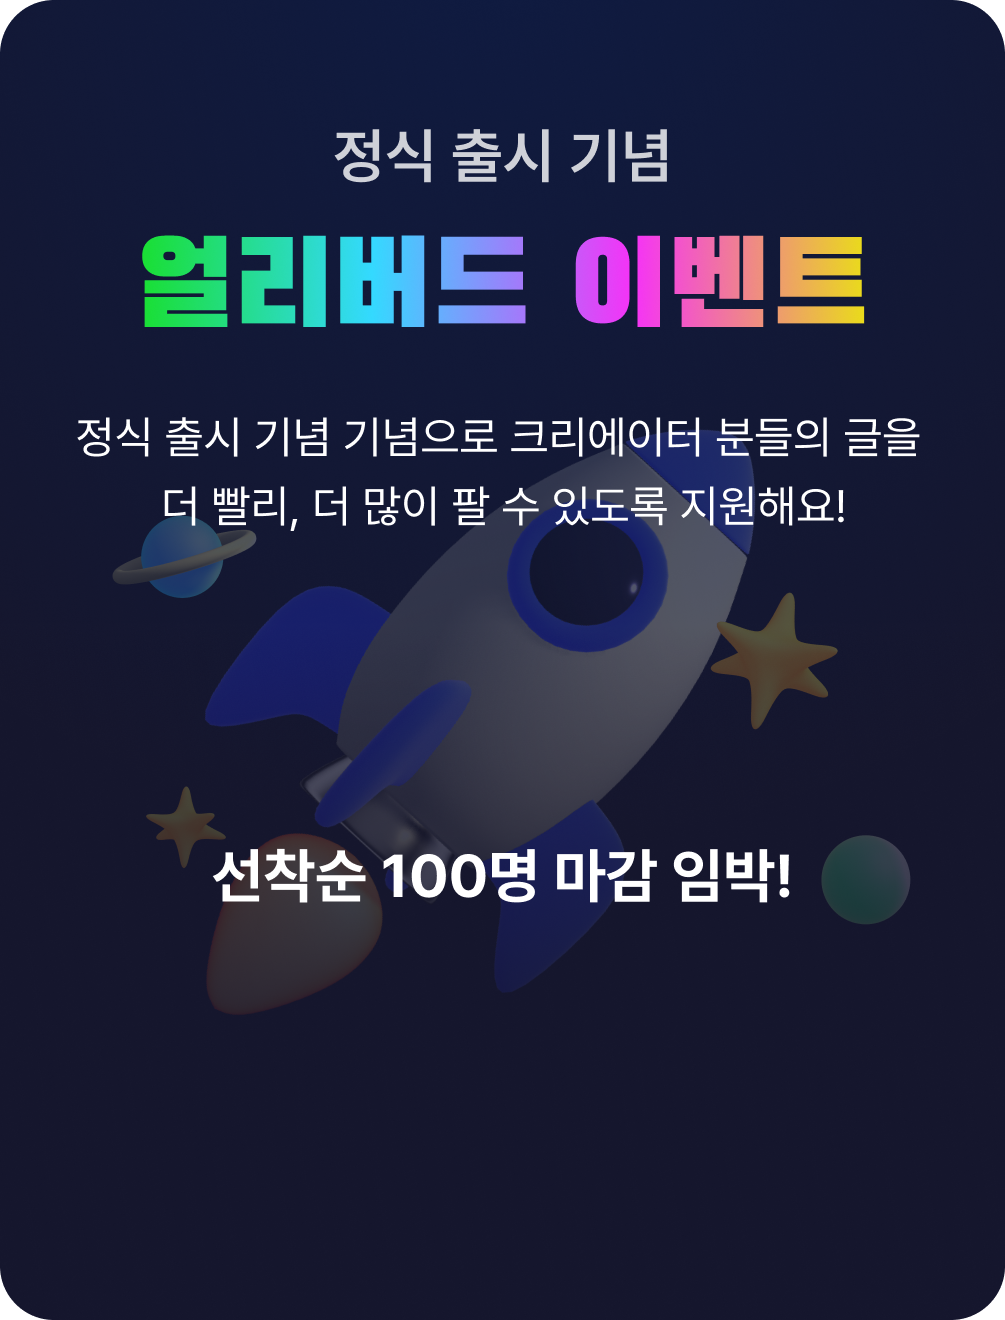 정식 출시 기념
얼리버드 이벤트
정식 출시 기념 기념으로 크리에이터 분들의 글을
더 빨리, 더 많이 팔 수 있도록 지원해요!
선착순 100명 마감 임박!